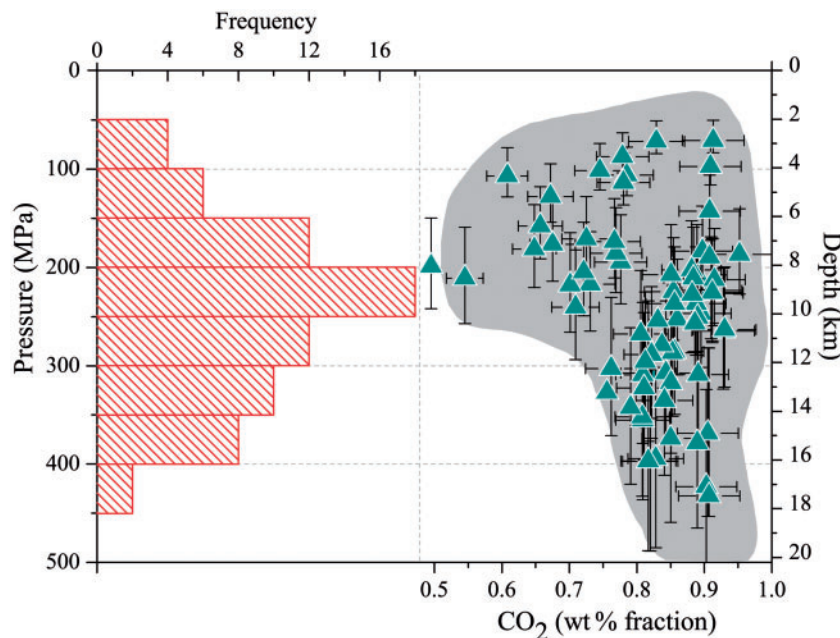 Frequency
0 4 8 12 16
0
100
200
300
400
500
Pressure (MPa)
0
2
4
6
8
10
12
14
16
18
20
Depth (km)
0.5 0.6 0.7 0.8 0.9 1.0
CO₂ (wt % fraction)